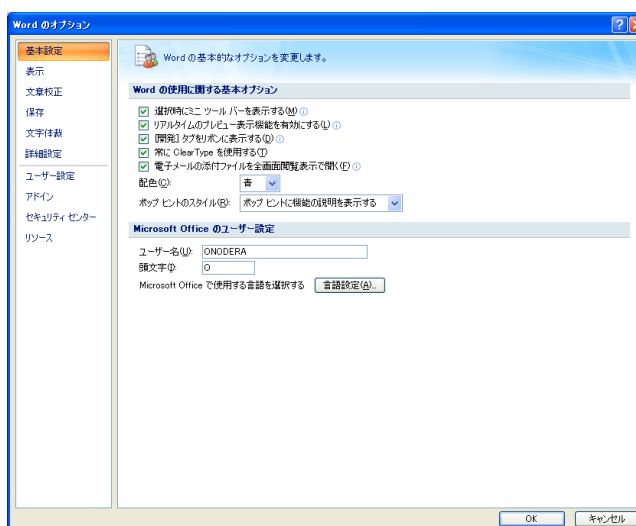 Word のオプション
基本設定
表示
文章校正
保存
文字体裁
詳細設定
ユーザー設定
アドイン
セキュリティ センター
リソース
Word の基本的なオプションを変更します。
Word の使用に関する基本オプション
選択時にミニ ツール バーを表示する(M)
リアルタイムのプレビュー表示機能を有効にする(L)
[開発] タブをリボンに表示する(D)
常に ClearType を使用する(T)
電子メールの添付ファイルを全画面閲覧表示で開く(F)
配色(C): 青
ポップ ヒントのスタイル(R): ポップ ヒントに機能の説明を表示する
Microsoft Office のユーザー設定
ユーザー名(U): ONODERA
頭文字(I): O
Microsoft Office で使用する言語を選択する 言語設定(A)...
OK キャンセル